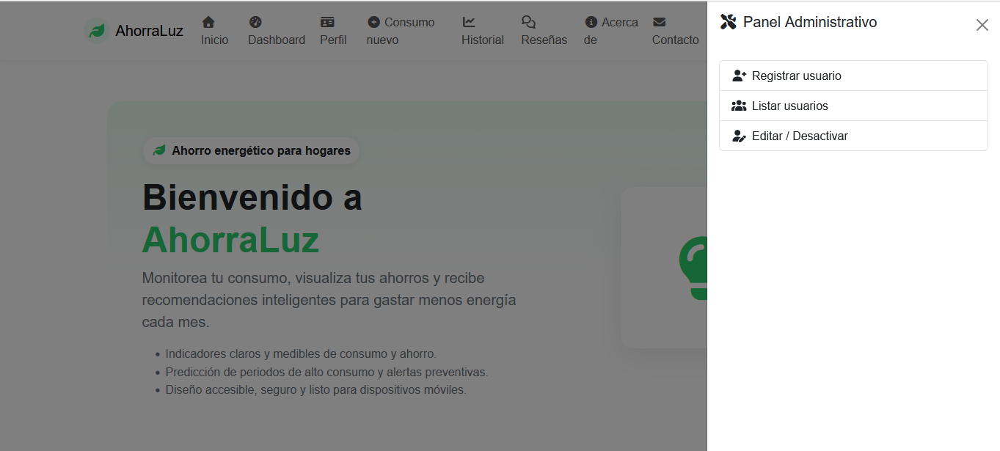 AhorraLuz
Inicio
Dashboard
Perfil
Consumo
nuevo
Historial
Reseñas
Acerca
de
Contacto
Ahorro energético para hogares
Bienvenido a
AhorraLuz
Monitorea tu consumo, visualiza tus ahorros y recibe
recomendaciones inteligentes para gastar menos energía
cada mes.
Indicadores claros y medibles de consumo y ahorro.
Predicción de periodos de alto consumo y alertas preventivas.
Diseño accesible, seguro y listo para dispositivos móviles.
Panel Administrativo
Registrar usuario
Listar usuarios
Editar / Desactivar